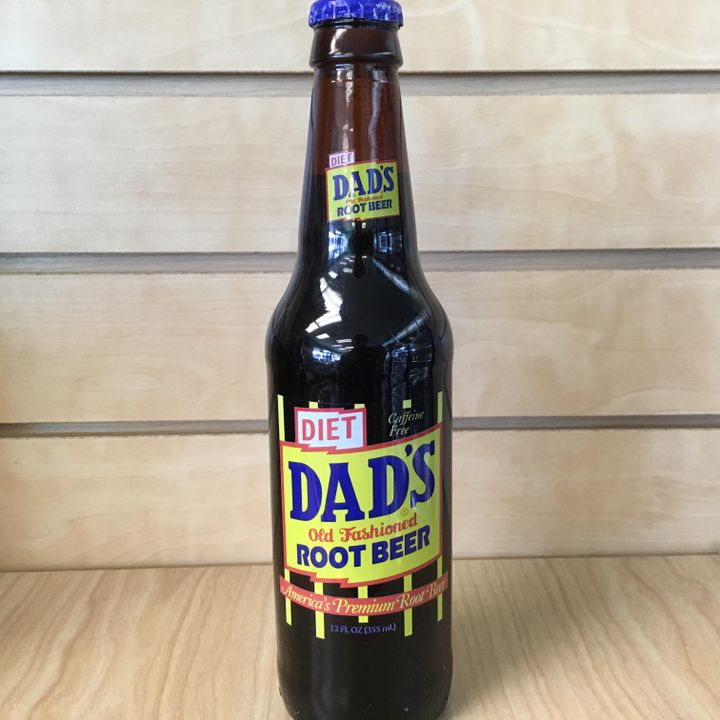 DIET
DAD'S
Old Fashioned
ROOT BEER
DIET
Caffeine
Free
DAD'S
®
Old Fashioned
ROOT BEER
America's Premium Root Beer
12 FL OZ (355 mL)